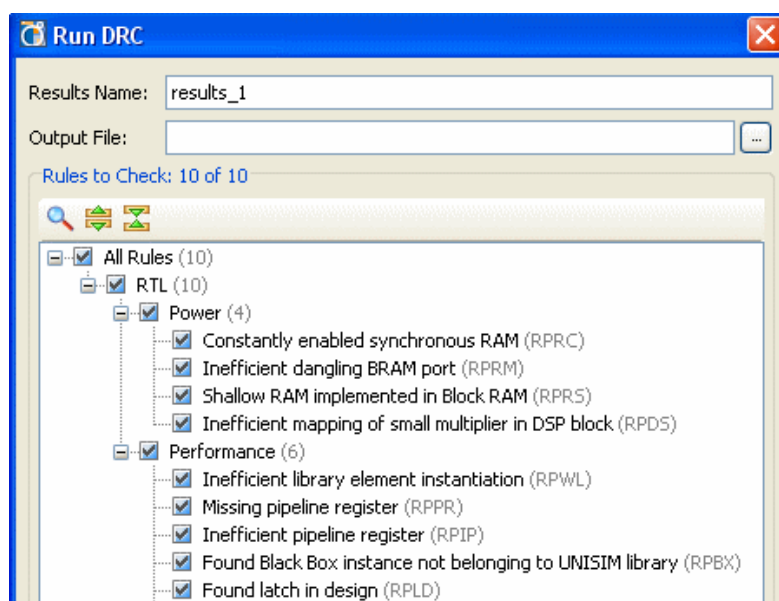 Run DRC
Results Name: results_1
Output File:
...
Rules to Check: 10 of 10
All Rules (10)
RTL (10)
Power (4)
Constantly enabled synchronous RAM (RPRC)
Inefficient dangling BRAM port (RPRM)
Shallow RAM implemented in Block RAM (RPRS)
Inefficient mapping of small multiplier in DSP block (RPDS)
Performance (6)
Inefficient library element instantiation (RPWL)
Missing pipeline register (RPPR)
Inefficient pipeline register (RPIP)
Found Black Box instance not belonging to UNISIM library (RPBX)
Found latch in design (RPLD)